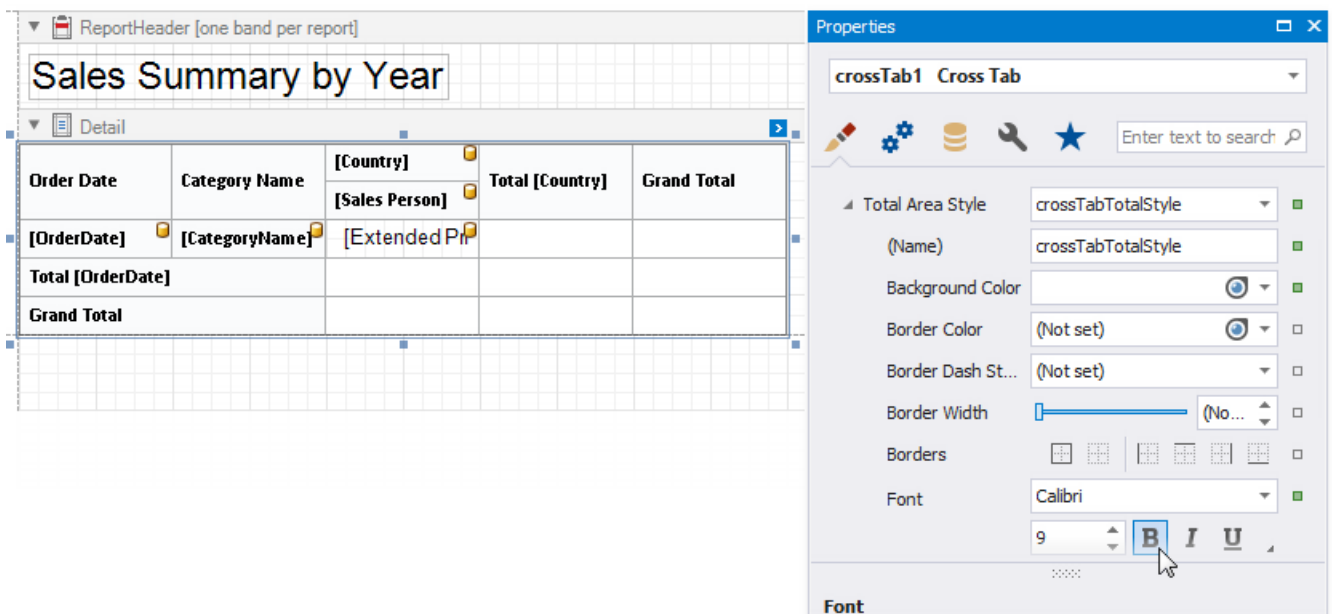 ReportHeader [one band per report]
Sales Summary by Year
Detail
Order Date
Category Name
[Country]
[Sales Person]
Total [Country]
Grand Total
[OrderDate]
[CategoryName]
[Extended Pri
Total [OrderDate]
Grand Total
Properties
crossTab1 Cross Tab
Enter text to search
Total Area Style crossTabTotalStyle
(Name) crossTabTotalStyle
Background Color
Border Color (Not set)
Border Dash St... (Not set)
Border Width (No...
Borders
Font Calibri
9 B I U
Font